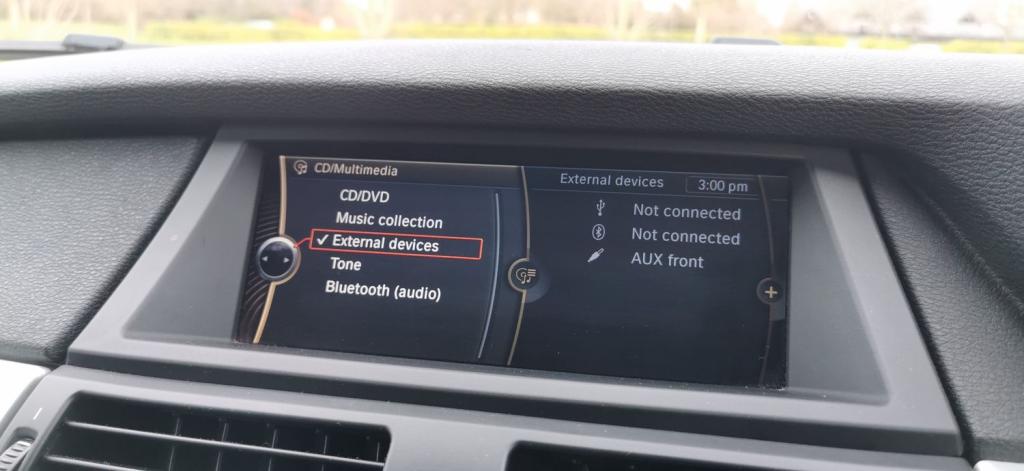 CD/Multimedia
CD/DVD
Music collection
✓ External devices
Tone
Bluetooth (audio)
External devices
3:00 pm
Not connected
Not connected
AUX front